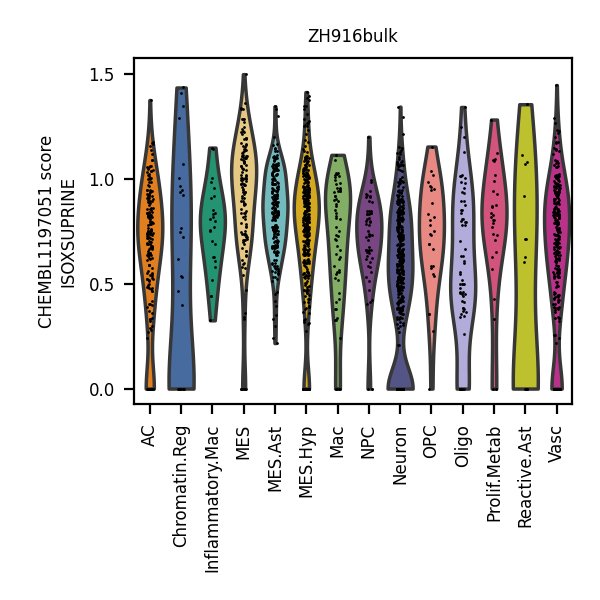 ZH916bulk
CHEMBL1197051 score
ISOXSUPRINE
1.5
1.0
0.5
0.0
AC
Chromatin.Reg
Inflammatory.Mac
MES
MES.Ast
MES.Hyp
Mac
NPC
Neuron
OPC
Oligo
Prolif.Metab
Reactive.Ast
Vasc